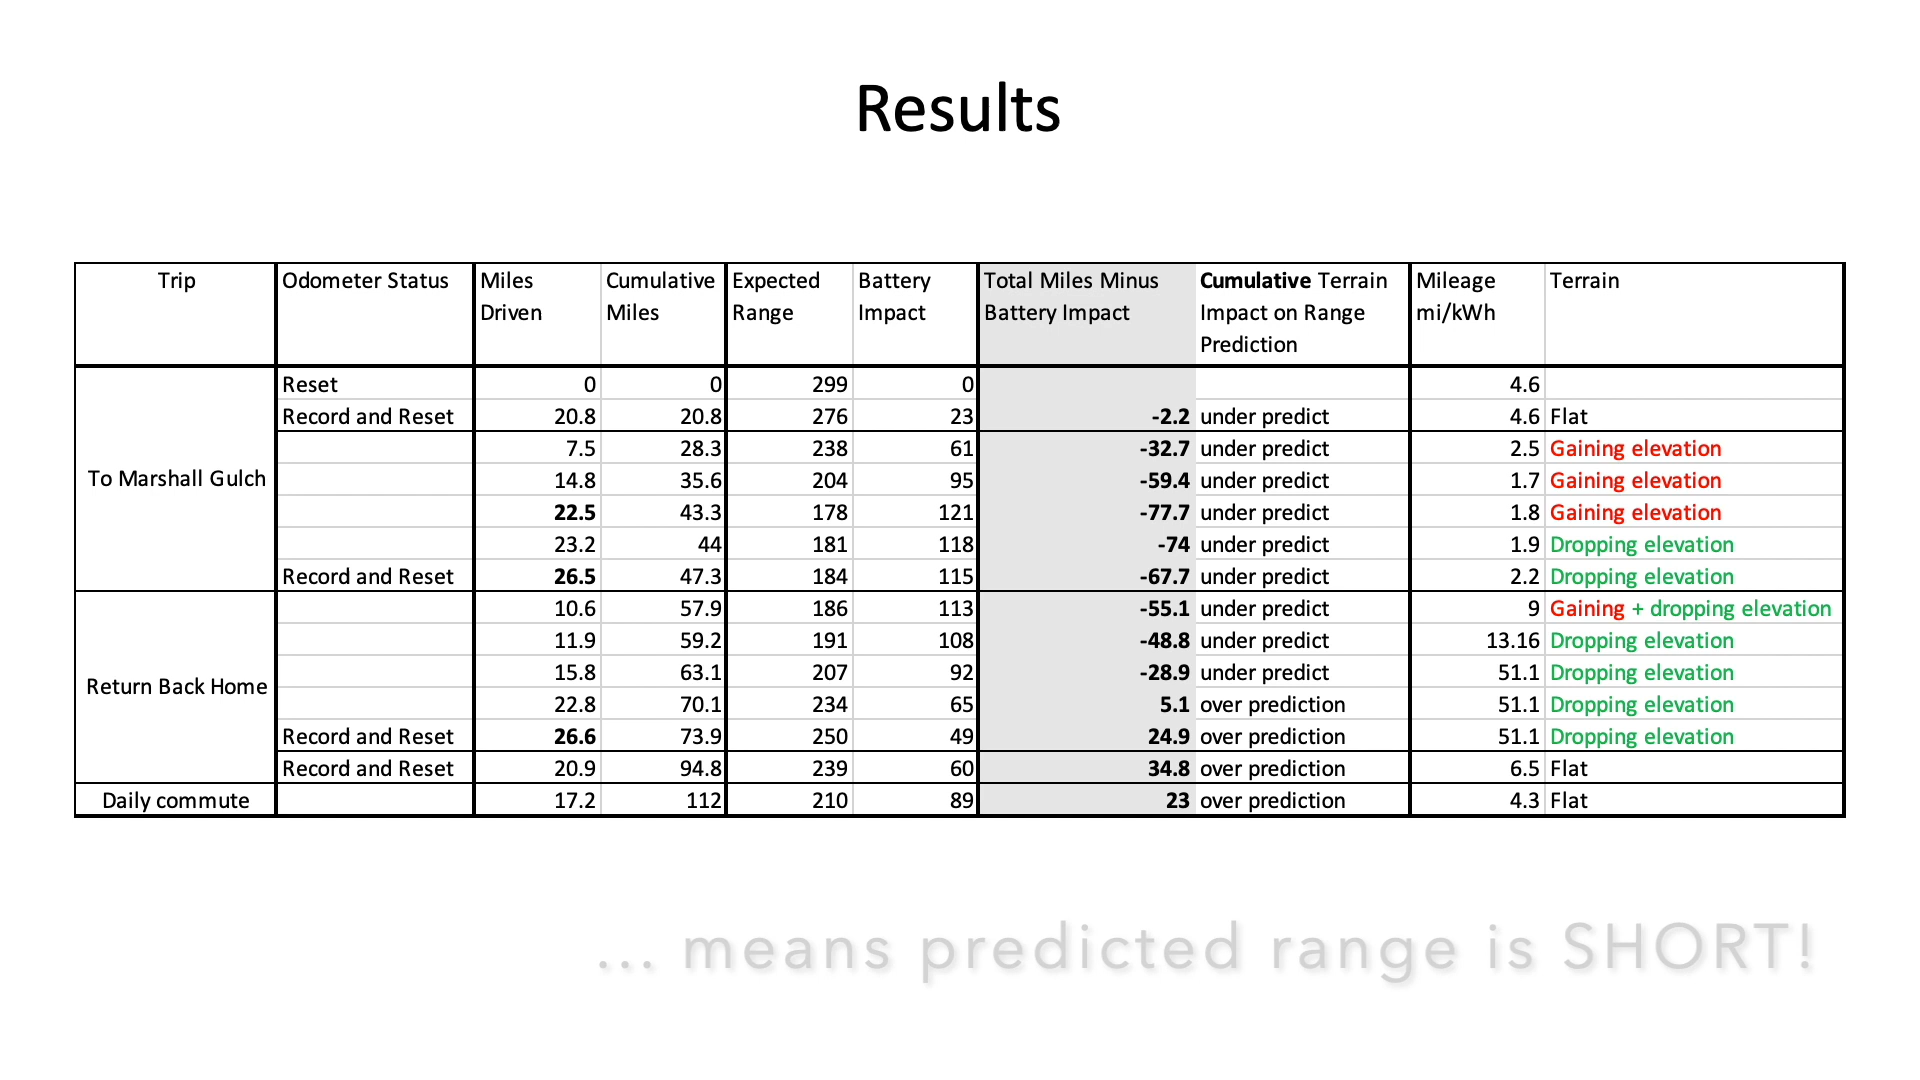 Results
Trip Odometer Status Miles Driven Cumulative Miles Expected Range Battery Impact Total Miles Minus Battery Impact Cumulative Terrain Impact on Range Prediction Mileage mi/kWh Terrain
To Marshall Gulch
Reset 0 0 299 0 4.6
Record and Reset 20.8 20.8 276 23 -2.2 under predict 4.6 Flat
7.5 28.3 238 61 -32.7 under predict 2.5 Gaining elevation
14.8 35.6 204 95 -59.4 under predict 1.7 Gaining elevation
22.5 43.3 178 121 -77.7 under predict 1.8 Gaining elevation
23.2 44 181 118 -74 under predict 1.9 Dropping elevation
Record and Reset 26.5 47.3 184 115 -67.7 under predict 2.2 Dropping elevation
Return Back Home
10.6 57.9 186 113 -55.1 under predict 9 Gaining + dropping elevation
11.9 59.2 191 108 -48.8 under predict 13.16 Dropping elevation
15.8 63.1 207 92 -28.9 under predict 51.1 Dropping elevation
22.8 70.1 234 65 5.1 over prediction 51.1 Dropping elevation
Record and Reset 26.6 73.9 250 49 24.9 over prediction 51.1 Dropping elevation
Record and Reset 20.9 94.8 239 60 34.8 over prediction 6.5 Flat
Daily commute 17.2 112 210 89 23 over prediction 4.3 Flat
... means predicted range is SHORT!